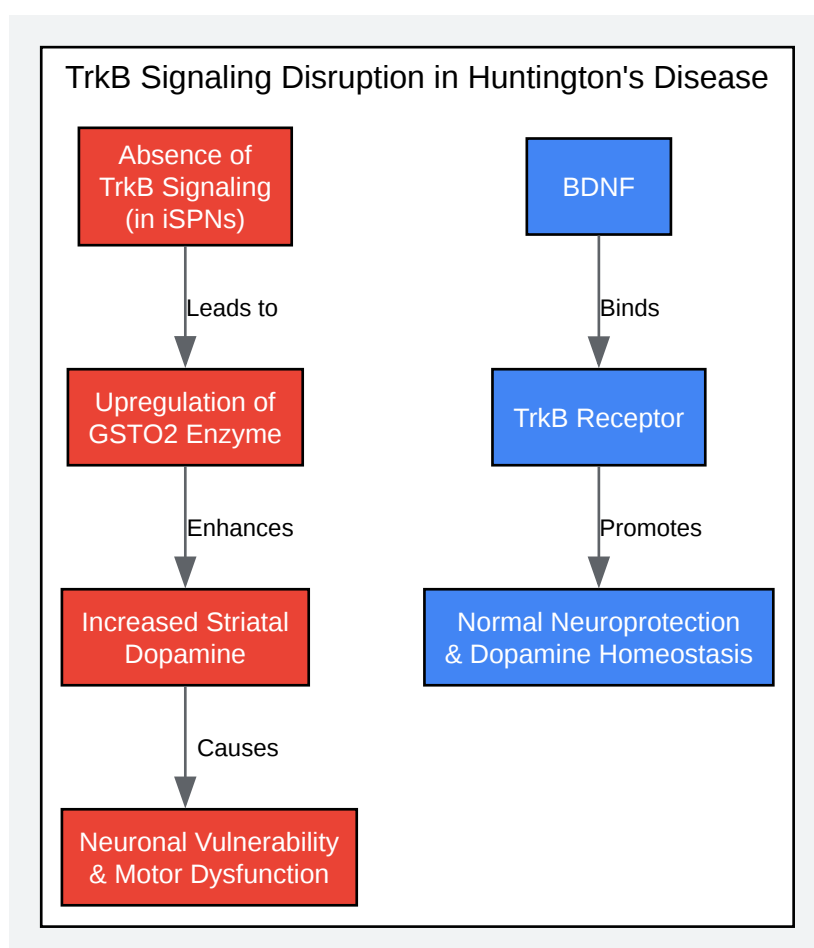 TrkB Signaling Disruption in Huntington's Disease
Absence of
TrkB Signaling
(in iSPNs)
Leads to
Upregulation of
GSTO2 Enzyme
Enhances
Increased Striatal
Dopamine
Causes
Neuronal Vulnerability
& Motor Dysfunction
BDNF
Binds
TrkB Receptor
Promotes
Normal Neuroprotection
& Dopamine Homeostasis